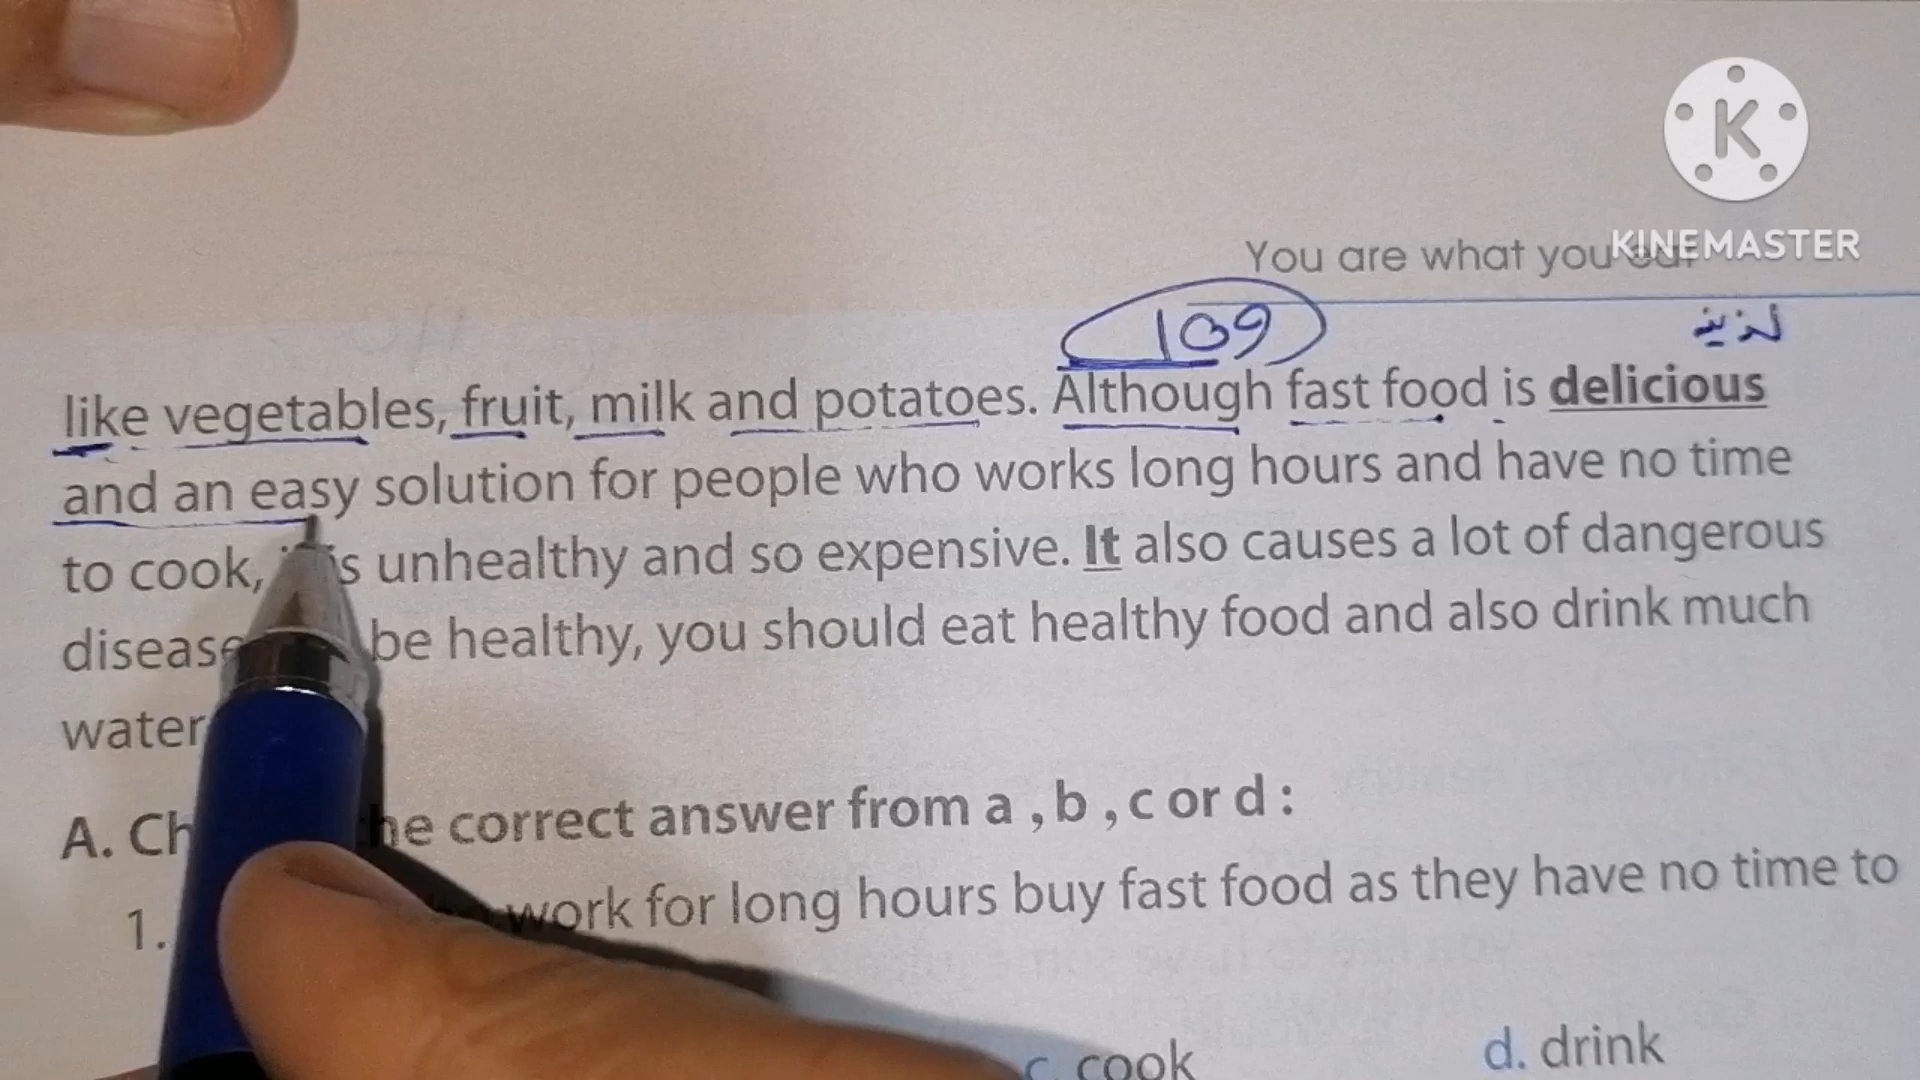 KINEMASTER
You are what you
109
لذيذ
like vegetables, fruit, milk and potatoes. Although fast food is delicious
and an easy solution for people who works long hours and have no time
to cook, is unhealthy and so expensive. It also causes a lot of dangerous
be healthy, you should eat healthy food and also drink much
water
A. the correct answer from a , b , c or d :
1. work for long hours buy fast food as they have no time to
c. cook d. drink